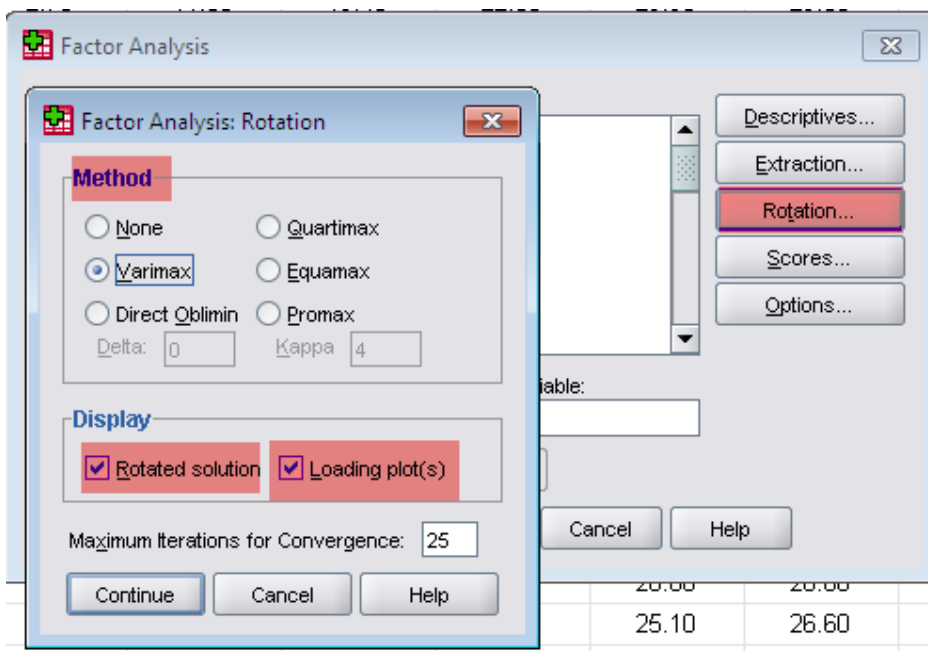 Factor Analysis
Factor Analysis: Rotation
Method
None
Quartimax
Varimax
Equamax
Direct Oblimin
Promax
Delta: 0
Kappa 4
Display
Rotated solution
Loading plot(s)
Maximum Iterations for Convergence: 25
Continue
Cancel
Help
Descriptives...
Extraction...
Rotation...
Scores...
Options...
iable:
Cancel
Help
25.10
26.60